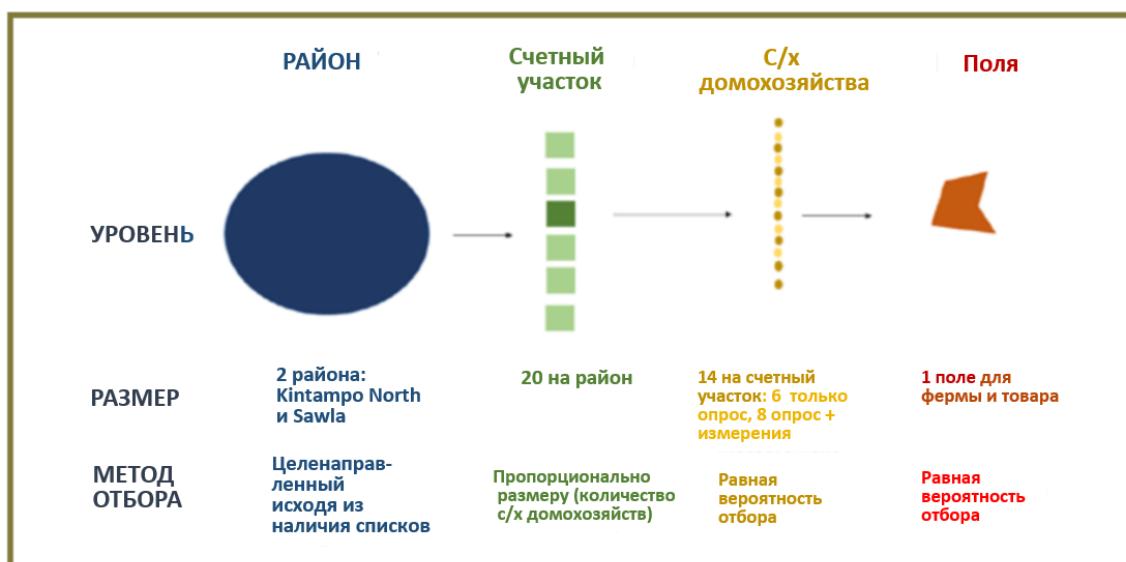 РАЙОН
Счетный
участок
С/х
домохозяйства
Поля
УРОВЕНЬ
РАЗМЕР
2 района:
Kintampo North
и Sawla
20 на район
14 на счетный
участок: 6 только
опрос, 8 опрос +
измерения
1 поле для
фермы и товара
МЕТОД
ОТБОРА
Целенаправ-
ленный
исходя из
наличия списков
Пропорционально
размеру (количество
с/х домохозяйств)
Равная
вероятность
отбора
Равная
вероятность
отбора